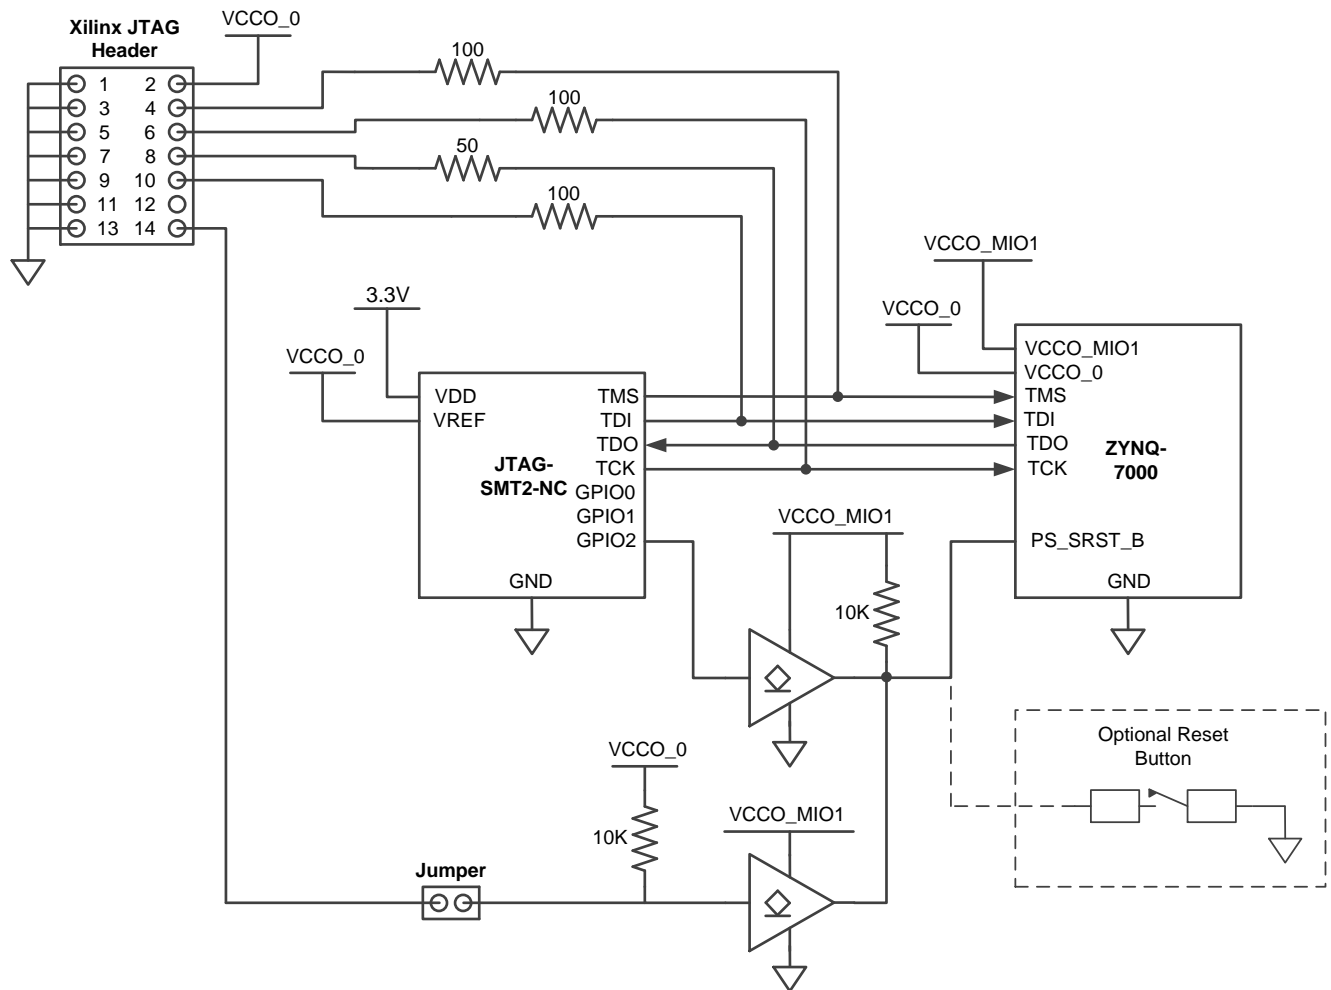 Xilinx JTAG
Header
VCCO_0
1 2
3 4
5 6
7 8
9 10
11 12
13 14
100
100
50
100
VCCO_MIO1
VCCO_0
3.3V
VCCO_0
VDD
VREF
JTAG-
SMT2-NC
TMS
TDI
TDO
TCK
GPIO0
GPIO1
GPIO2
GND
VCCO_MIO1
VCCO_0
TMS
TDI
TDO
TCK
ZYNQ-
7000
PS_SRST_B
GND
VCCO_MIO1
10K
Optional Reset
Button
VCCO_0
10K
VCCO_MIO1
Jumper